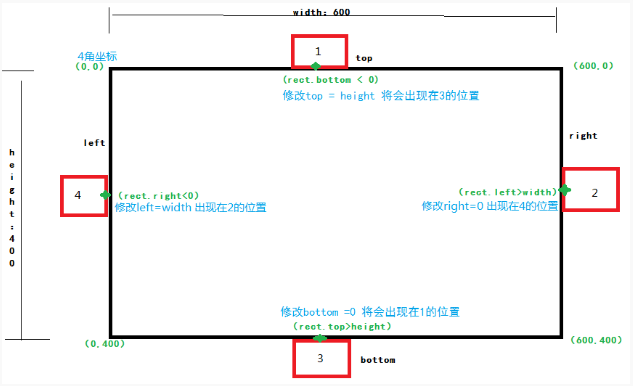 width: 600
1
top
4角坐标
(0,0)
(600,0)
(rect.bottom < 0)
修改top = height 将会出现在3的位置
left
right
height:400
4
(rect.right<0)
修改left=width 出现在2的位置
(rect.left>width)
修改right=0 出现在4的位置
2
修改bottom =0 将会出现在1的位置
(rect.top>height)
(0,400)
(600,400)
3
bottom